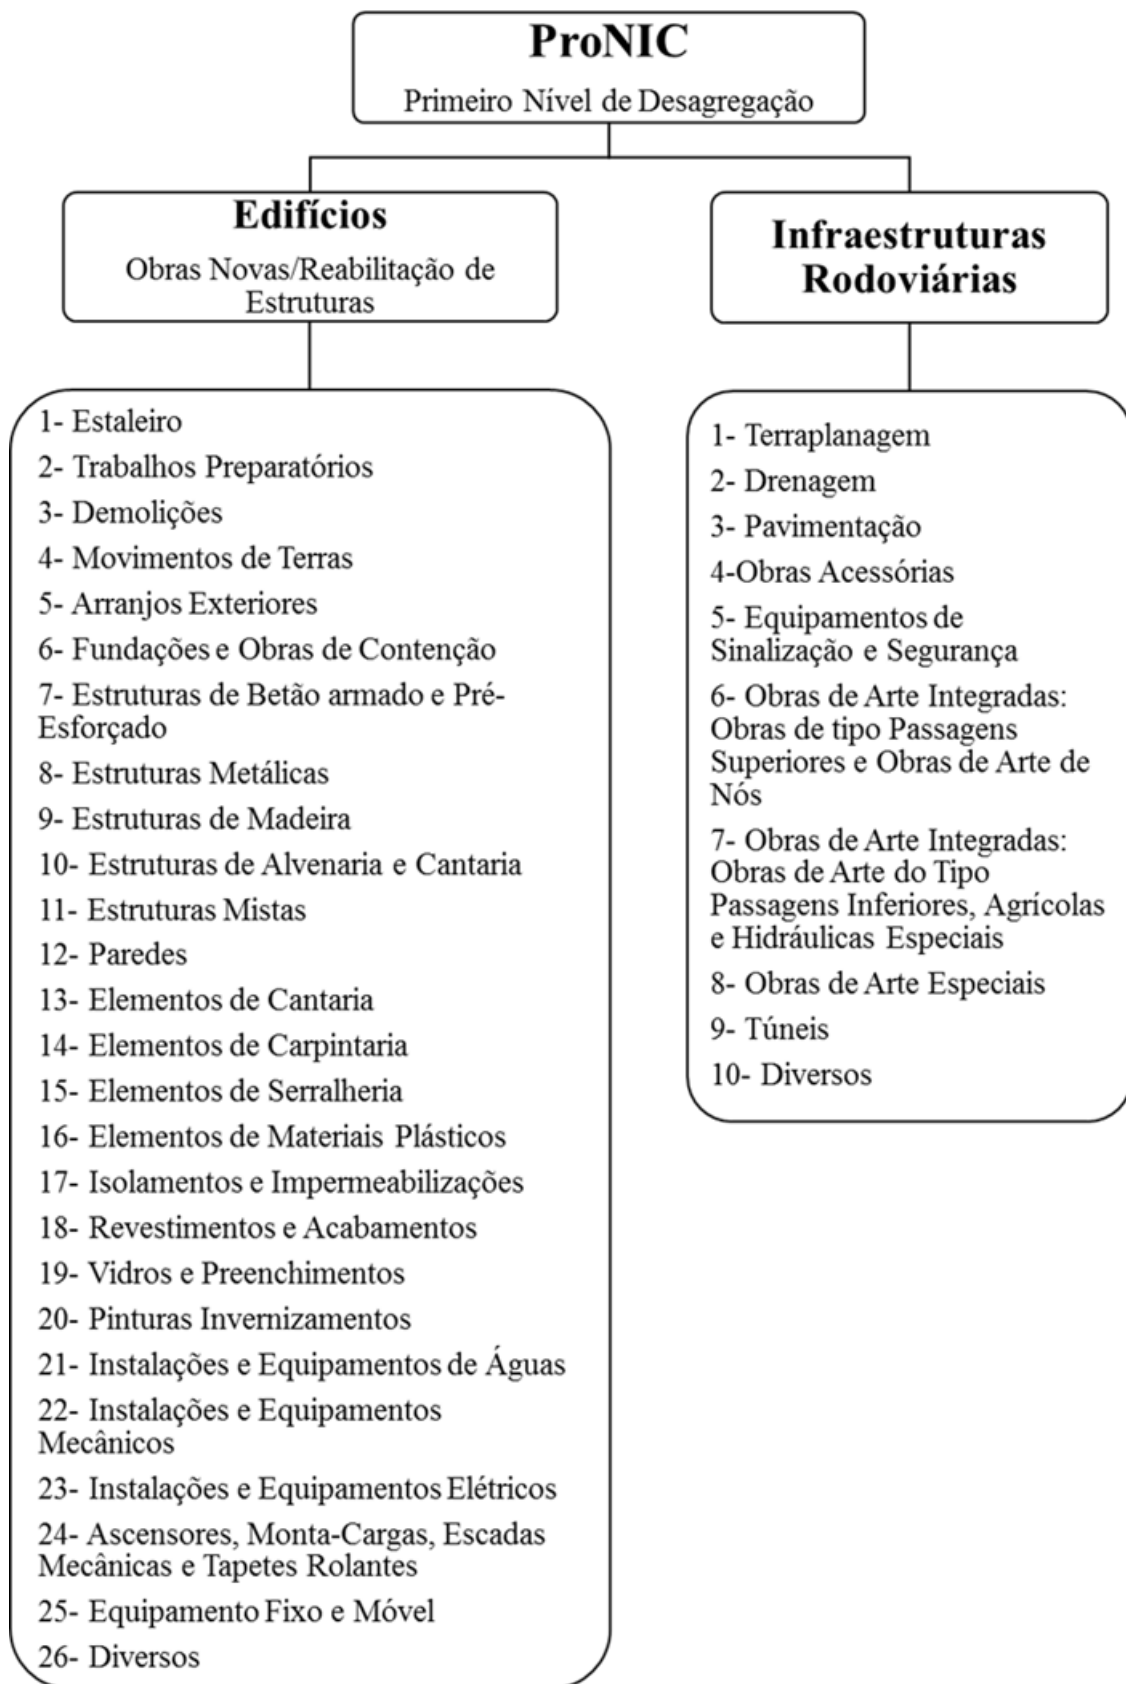 ProNIC
Primeiro Nível de Desagregação
Edifícios
Obras Novas/Reabilitação de
Estruturas
Infraestruturas
Rodoviárias
1- Estaleiro
2- Trabalhos Preparatórios
3- Demolições
4- Movimentos de Terras
5- Arranjos Exteriores
6- Fundações e Obras de Contenção
7- Estruturas de Betão armado e Pré-
Esforçado
8- Estruturas Metálicas
9- Estruturas de Madeira
10- Estruturas de Alvenaria e Cantaria
11- Estruturas Mistas
12- Paredes
13- Elementos de Cantaria
14- Elementos de Carpintaria
15- Elementos de Serralheria
16- Elementos de Materiais Plásticos
17- Isolamentos e Impermeabilizações
18- Revestimentos e Acabamentos
19- Vidros e Preenchimentos
20- Pinturas Invernizamentos
21- Instalações e Equipamentos de Águas
22- Instalações e Equipamentos
Mecânicos
23- Instalações e Equipamentos Elétricos
24- Ascensores, Monta-Cargas, Escadas
Mecânicas e Tapetes Rolantes
25- Equipamento Fixo e Móvel
26- Diversos
1- Terraplanagem
2- Drenagem
3- Pavimentação
4-Obras Acessórias
5- Equipamentos de
Sinalização e Segurança
6- Obras de Arte Integradas:
Obras de tipo Passagens
Superiores e Obras de Arte de
Nós
7- Obras de Arte Integradas:
Obras de Arte do Tipo
Passagens Inferiores, Agrícolas
e Hidráulicas Especiais
8- Obras de Arte Especiais
9- Túneis
10- Diversos